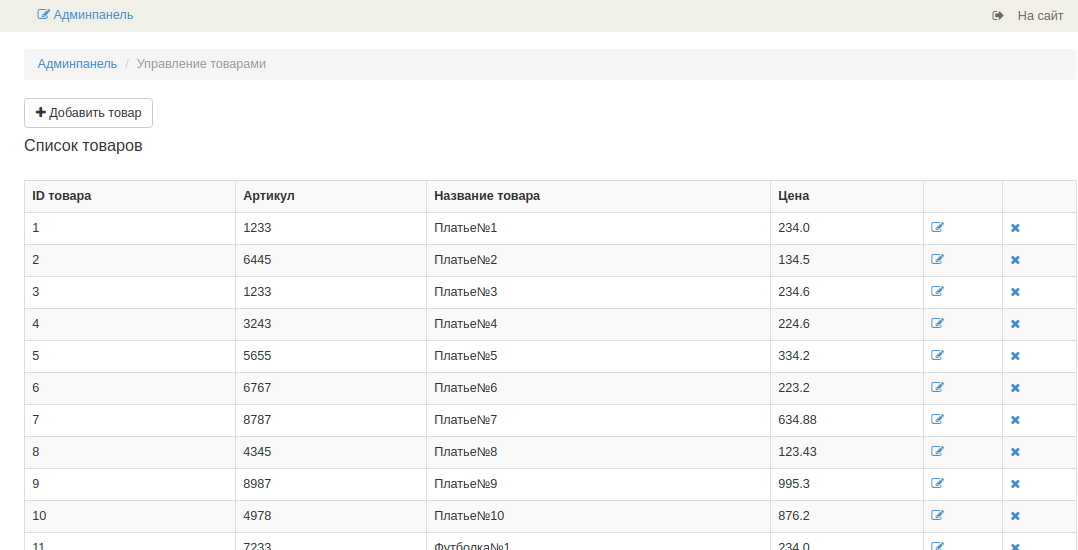 Админпанель На сайт
Админпанель / Управление товарами
Добавить товар
Список товаров
ID товара Артикул Название товара Цена
1 1233 Платье№1 234.0
2 6445 Платье№2 134.5
3 1233 Платье№3 234.6
4 3243 Платье№4 224.6
5 5655 Платье№5 334.2
6 6767 Платье№6 223.2
7 8787 Платье№7 634.88
8 4345 Платье№8 123.43
9 8987 Платье№9 995.3
10 4978 Платье№10 876.2
11 7233 Футболка№1 234.0